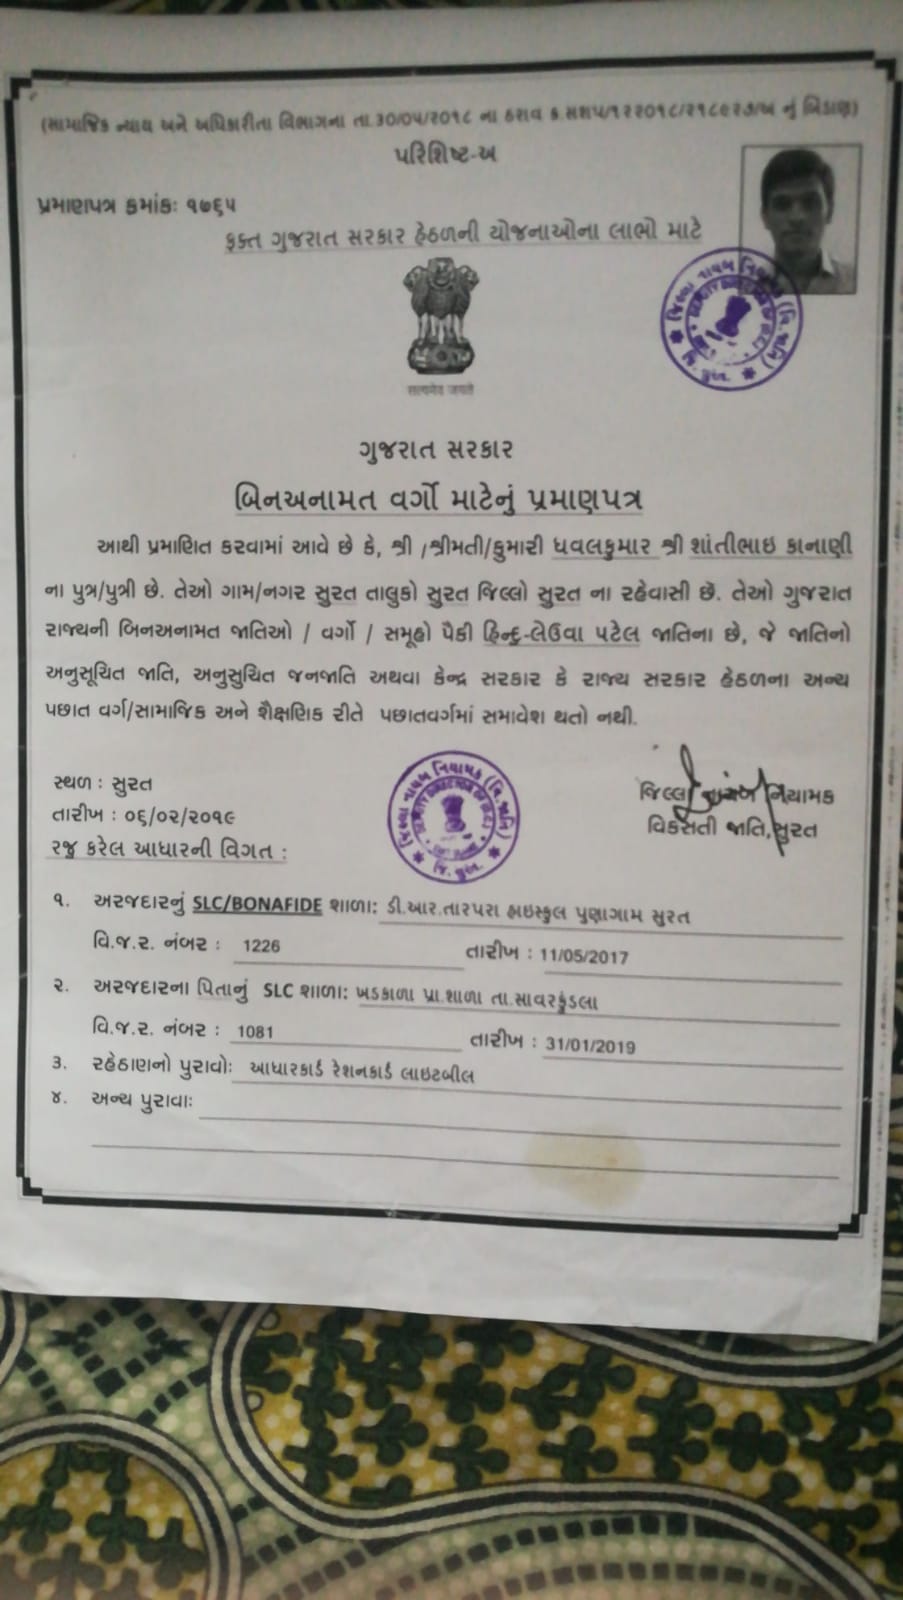 (સામાજિક ન્યાય અને અધિકારીતા વિભાગના તા.૩૦/૦૫/૨૦૧૮ ના ઠરાવ ક્ર.સશપ/૧૨૨૦૧૮/૨૧૮૯૨૭/અ નું બિડાણ)
પરિશિષ્ટ-અ
પ્રમાણપત્ર ક્રમાંક: ૧૭૬૫
ફક્ત ગુજરાત સરકાર હેઠળની યોજનાઓના લાભો માટે
सत्यमेव जयते
ગુજરાત સરકાર
બિનઅનામત વર્ગો માટેનું પ્રમાણપત્ર
આથી પ્રમાણિત કરવામાં આવે છે કે, શ્રી /શ્રીમતી/કુમારી ધવલકુમાર શ્રી શાંતીભાઇ કાનાણી
ના પુત્ર/પુત્રી છે. તેઓ ગામ/નગર સુરત તાલુકો સુરત જિલ્લો સુરત ના રહેવાસી છે. તેઓ ગુજરાત
રાજ્યની બિનઅનામત જાતિઓ / વર્ગો / સમૂહો પૈકી હિન્દુ-લેઉવા પટેલ જાતિના છે, જે જાતિનો
અનુસૂચિત જાતિ, અનુસુચિત જનજાતિ અથવા કેન્દ્ર સરકાર કે રાજ્ય સરકાર હેઠળના અન્ય
પછાત વર્ગ/સામાજિક અને શૈક્ષણિક રીતે પછાતવર્ગમાં સમાવેશ થતો નથી.
સ્થળ : સુરત
તારીખ : ૦૬/૦૨/૨૦૧૯
જિલ્લા નાયબ નિયામક
વિકસતી જાતિ,સુરત
રજુ કરેલ આધારની વિગત :
૧. અરજદારનું SLC/BONAFIDE શાળા: ડી.આર.તારપરા હાઇસ્કુલ પુણાગામ સુરત
વિ.જ.ર. નંબર : 1226 તારીખ : 11/05/2017
૨. અરજદારના પિતાનું SLC શાળા: ખડકાળા પ્રા.શાળા તા.સાવરકુંડલા
વિ.જ.ર. નંબર : 1081 તારીખ : 31/01/2019
૩. રહેઠાણનો પુરાવો: આધારકાર્ડ રેશનકાર્ડ લાઇટબીલ
૪. અન્ય પુરાવા: